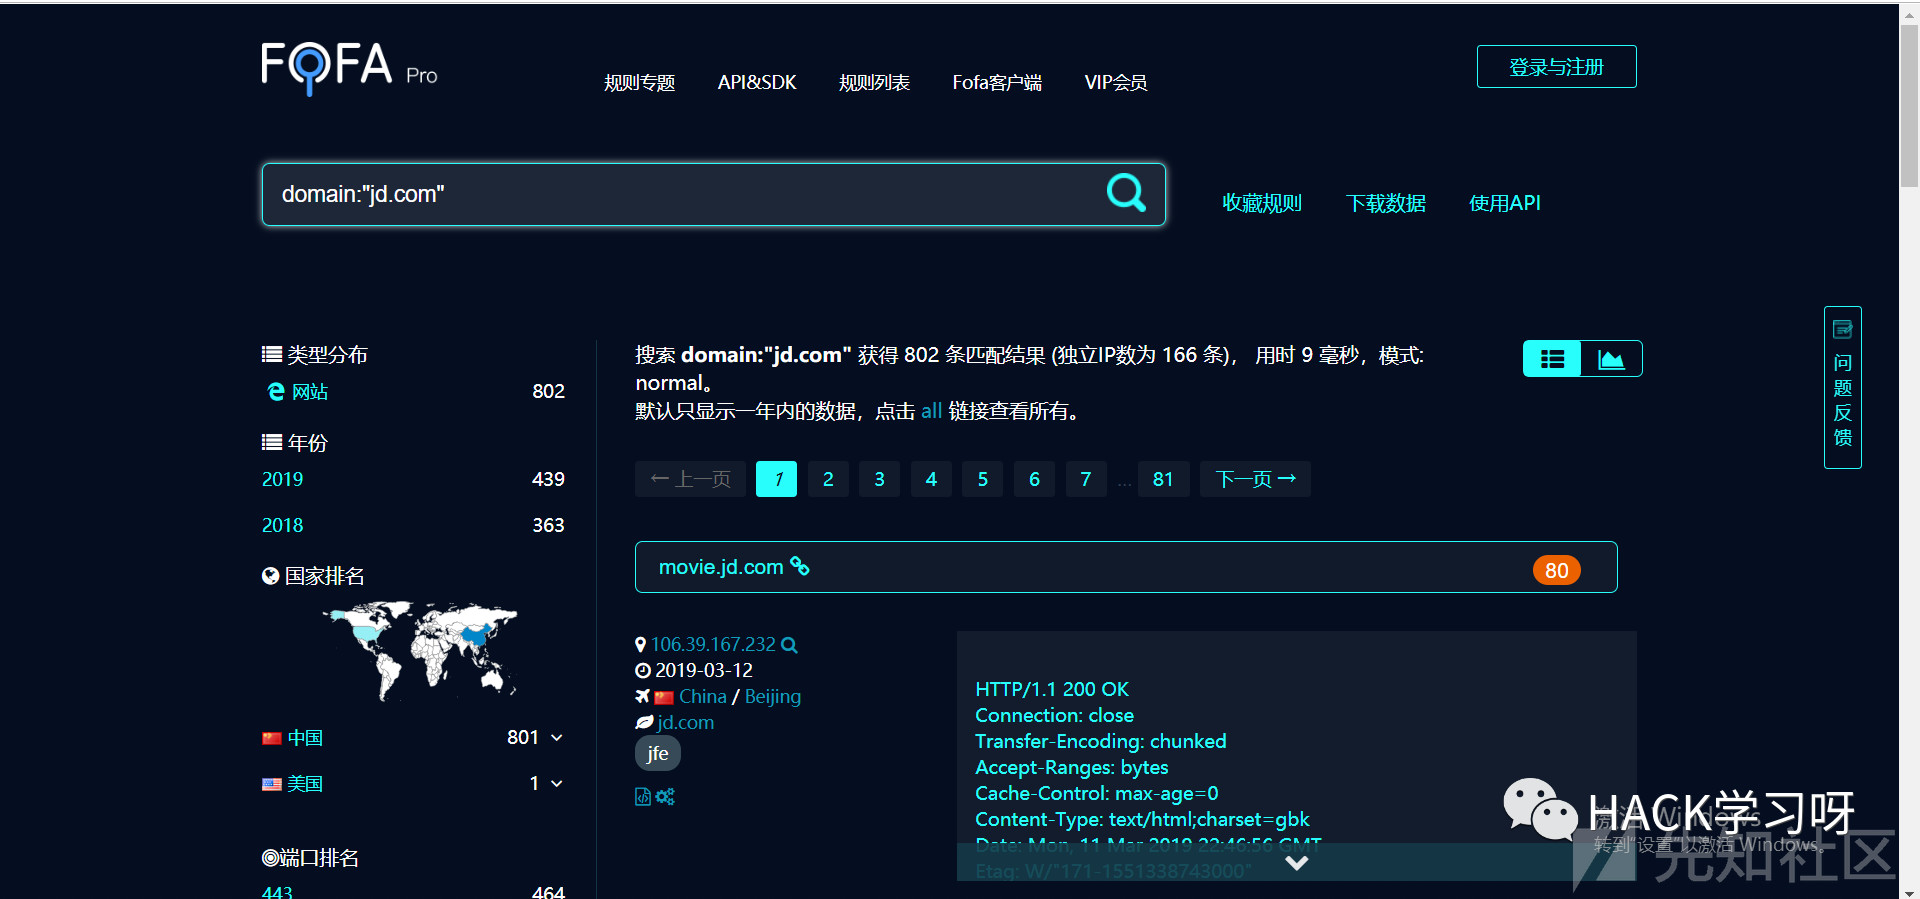 FOFA Pro
规则专题 API&SDK 规则列表 Fofa客户端 VIP会员
登录与注册
domain:"jd.com"
收藏规则 下载数据 使用API
类型分布
网站 802
年份
2019 439
2018 363
国家排名
中国 801
美国 1
端口排名
443 464
搜索 domain:"jd.com" 获得 802 条匹配结果 (独立IP数为 166 条)， 用时 9 毫秒，模式:
normal。
默认只显示一年内的数据，点击 all 链接查看所有。
← 上一页 1 2 3 4 5 6 7 ... 81 下一页 →
movie.jd.com 80
106.39.167.232
2019-03-12
China / Beijing
jd.com
jfe
HTTP/1.1 200 OK
Connection: close
Transfer-Encoding: chunked
Accept-Ranges: bytes
Cache-Control: max-age=0
Content-Type: text/html;charset=gbk
Date: Mon, 11 Mar 2019 22:46:56 GMT
Etag: W/"171-1551338743000"
问
题
反
馈
HACK学习呀
激活 Windows
转到"设置"以激活 Windows。
先知社区